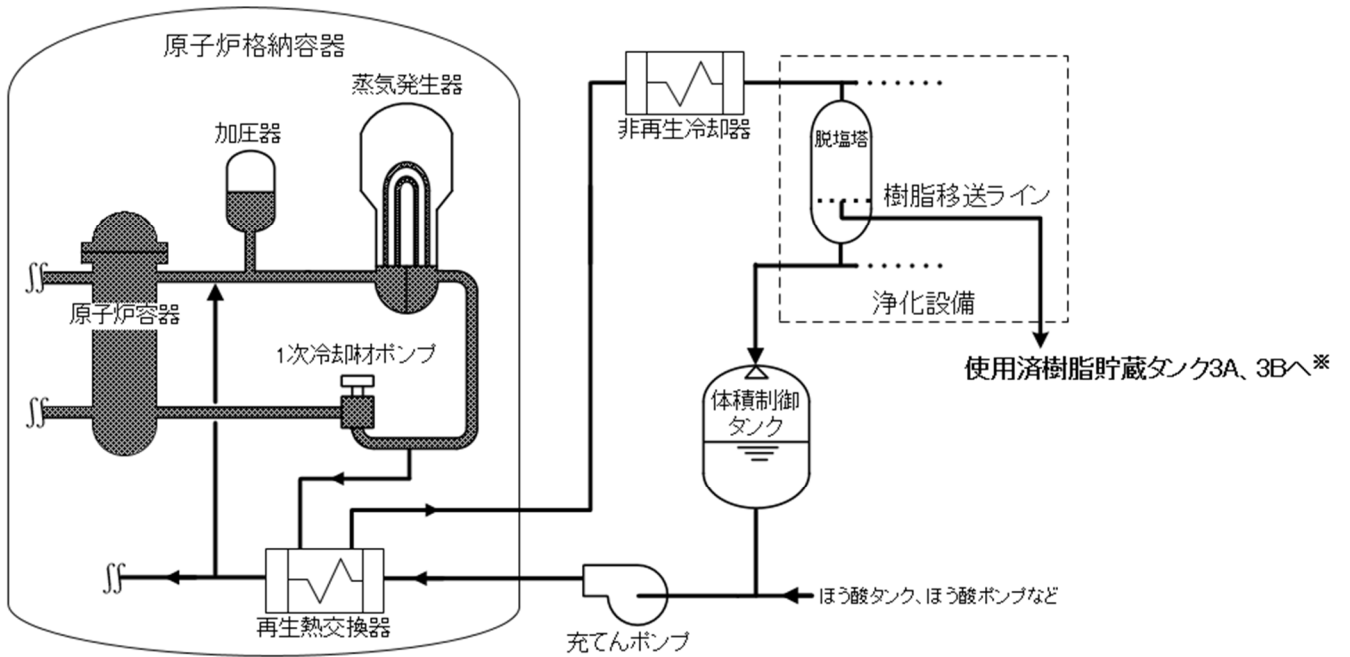 原子炉格納容器
蒸気発生器
加圧器
原子炉容器
1次冷却材ポンプ
再生熱交換器
非再生冷却器
脱塩塔
樹脂移送ライン
浄化設備
使用済樹脂貯蔵タンク3A、3Bへ※
体積制御
タンク
ほう酸タンク、ほう酸ポンプなど
充てんポンプ